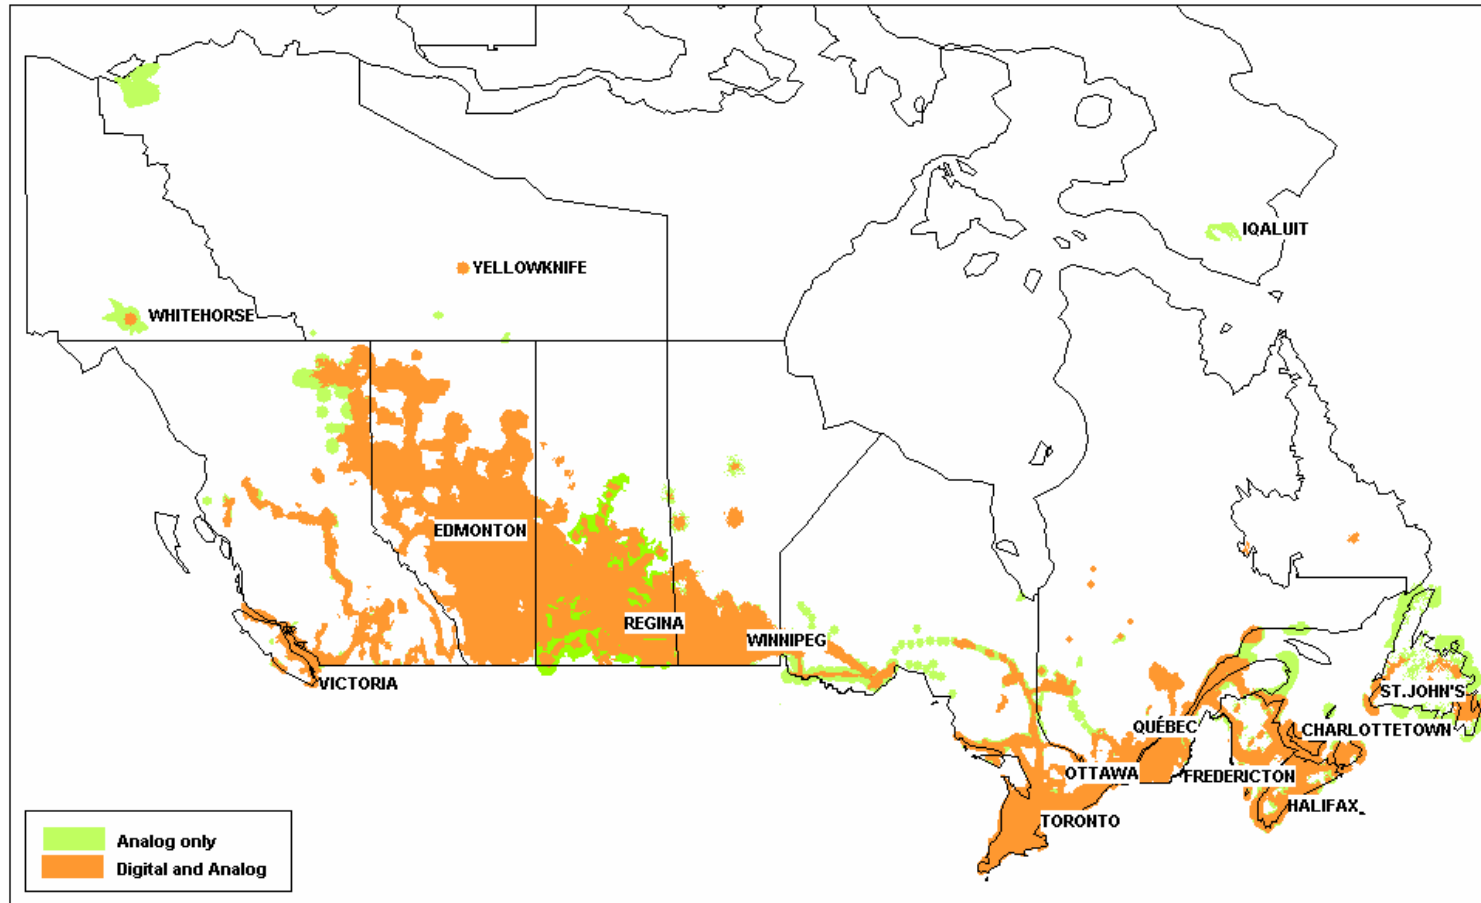 IQALUIT
YELLOWKNIFE
WHITEHORSE
EDMONTON
REGINA
WINNIPEG
VICTORIA
ST.JOHN'S
QUÉBEC
CHARLOTTETOWN
OTTAWA
FREDERICTON
HALIFAX
TORONTO
Analog only
Digital and Analog